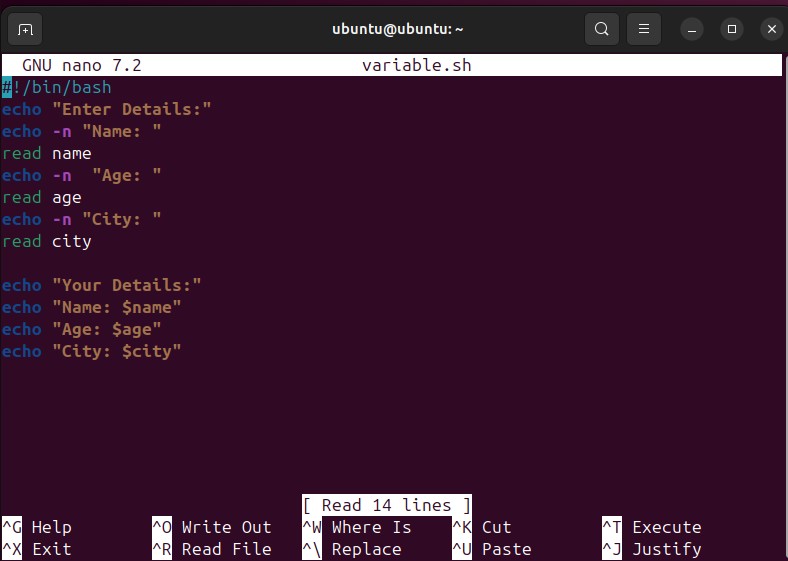 ubuntu@ubuntu: ~
GNU nano 7.2 variable.sh
#!/bin/bash
echo "Enter Details:"
echo -n "Name: "
read name
echo -n  "Age: "
read age
echo -n "City: "
read city

echo "Your Details:"
echo "Name: $name"
echo "Age: $age"
echo "City: $city"
[ Read 14 lines ]
^G Help ^O Write Out ^W Where Is ^K Cut ^T Execute
^X Exit ^R Read File ^\ Replace ^U Paste ^J Justify